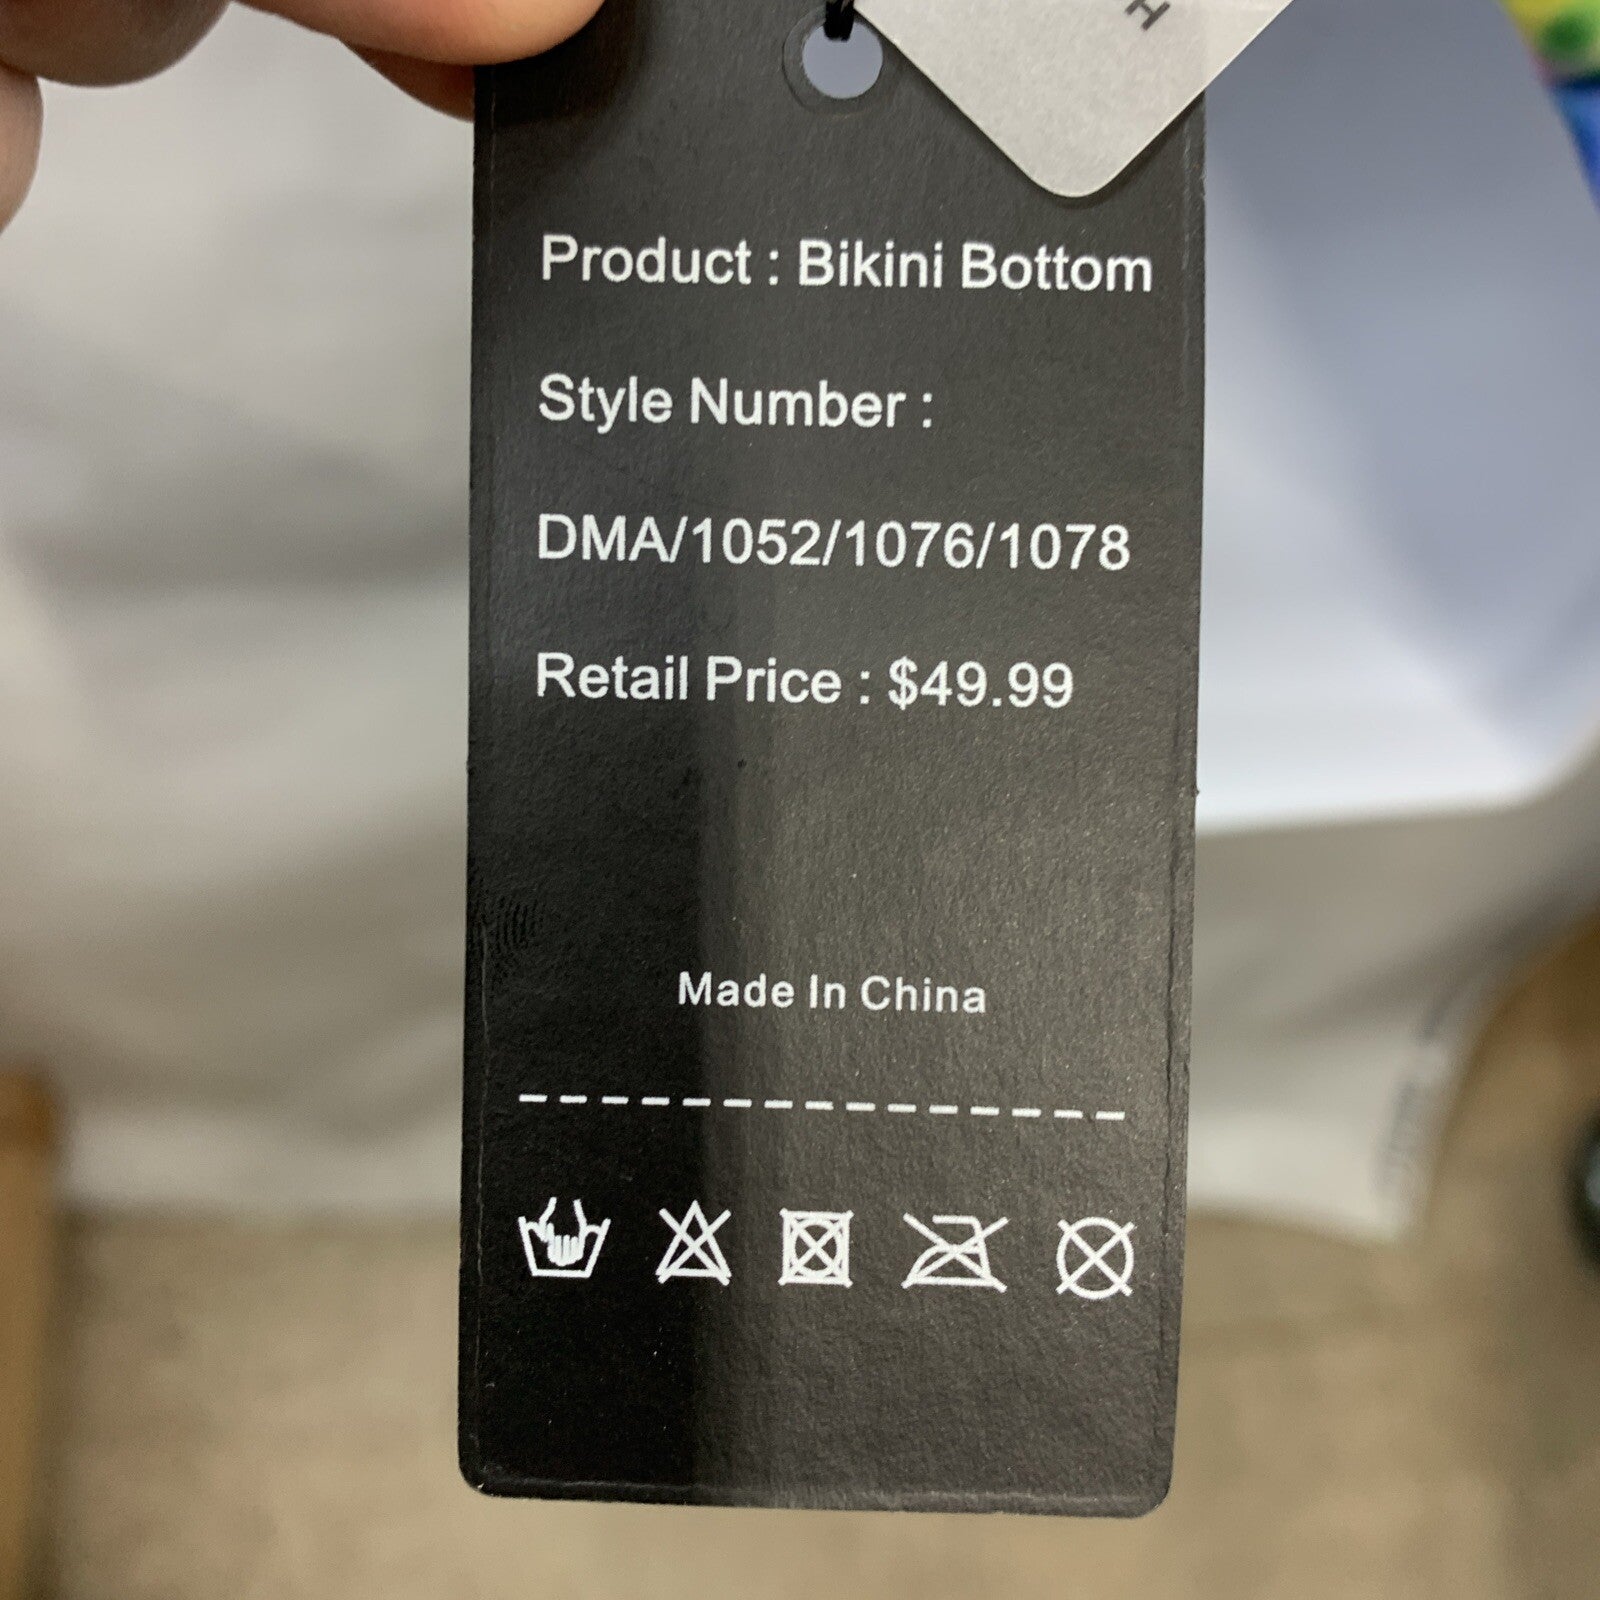 H
Product : Bikini Bottom
Style Number :
DMA/1052/1076/1078
Retail Price : $49.99
Made In China